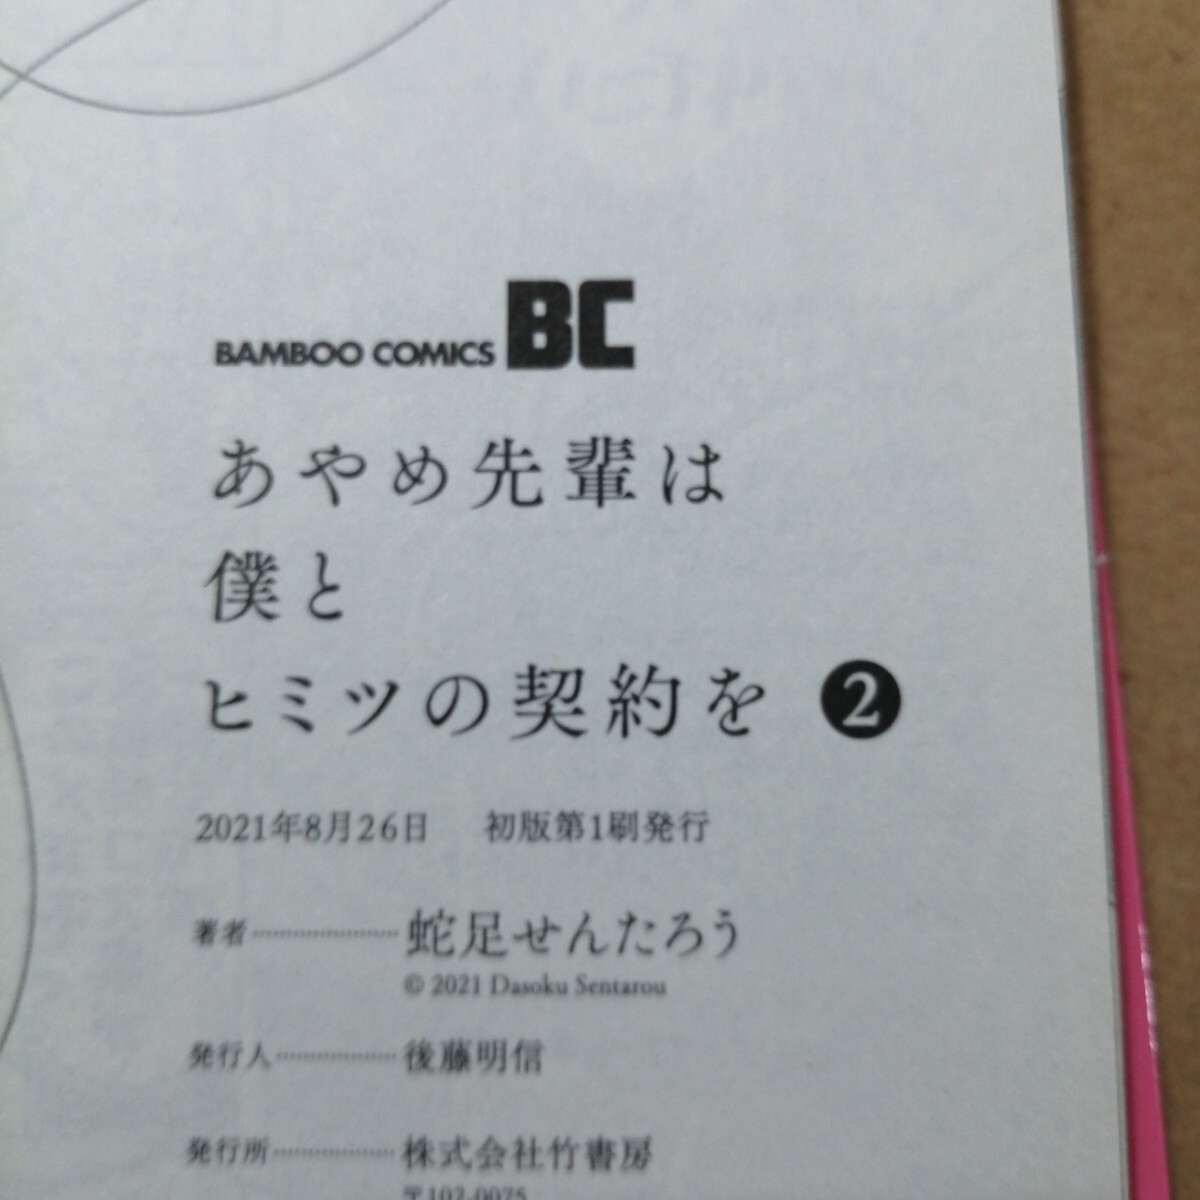 BAMBOO COMICS BC
あやめ先輩は
僕と
ヒミツの契約を ❷
2021年8月26日 初版第1刷発行
著者………………蛇足せんたろう
© 2021 Dasoku Sentarou
発行人………………後藤明信
発行所………………株式会社竹書房
〒102-0075